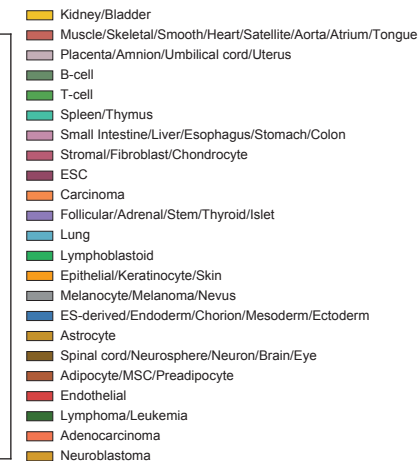 Kidney/Bladder
Muscle/Skeletal/Smooth/Heart/Satellite/Aorta/Atrium/Tongue
Placenta/Amnion/Umbilical cord/Uterus
B-cell
T-cell
Spleen/Thymus
Small Intestine/Liver/Esophagus/Stomach/Colon
Stromal/Fibroblast/Chondrocyte
ESC
Carcinoma
Follicular/Adrenal/Stem/Thyroid/Islet
Lung
Lymphoblastoid
Epithelial/Keratinocyte/Skin
Melanocyte/Melanoma/Nevus
ES-derived/Endoderm/Chorion/Mesoderm/Ectoderm
Astrocyte
Spinal cord/Neurosphere/Neuron/Brain/Eye
Adipocyte/MSC/Preadipocyte
Endothelial
Lymphoma/Leukemia
Adenocarcinoma
Neuroblastoma